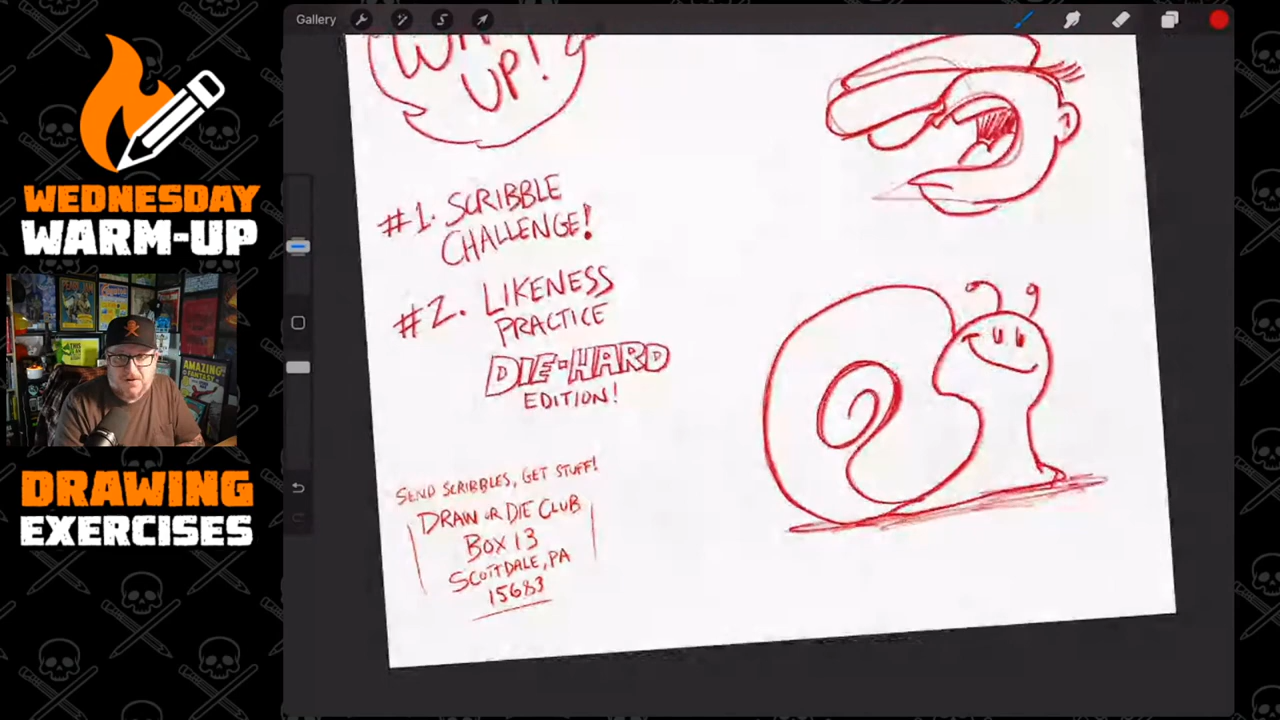 Gallery
WEDNESDAY
WARM-UP
DRAWING
EXERCISES
UP!
#1. SCRIBBLE
CHALLENGE!
#2. LIKENESS
PRACTICE
DIE-HARD
EDITION!
SEND SCRIBBLES, GET STUFF!
DRAW OR DIE CLUB
BOX 13
SCOTTDALE, PA
15683